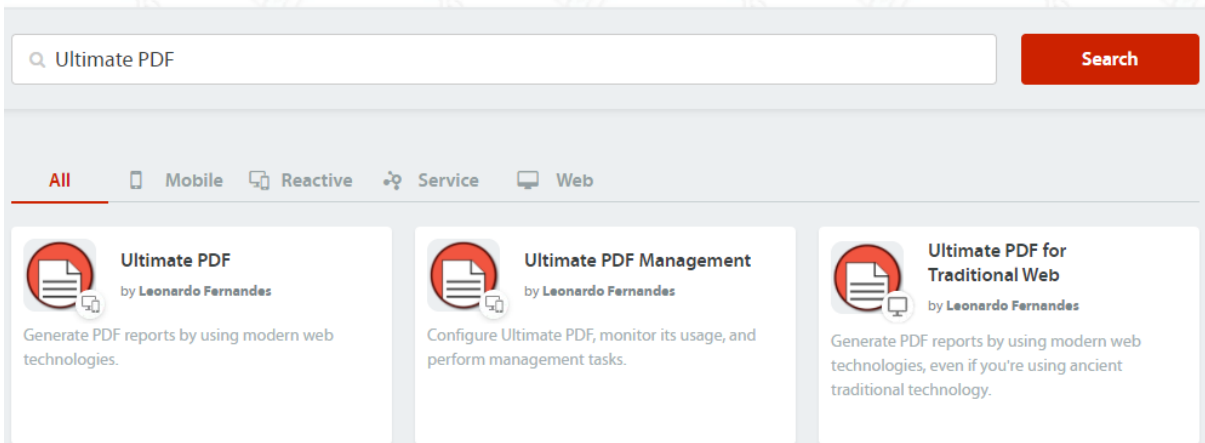 Ultimate PDF
Search
All
Mobile
Reactive
Service
Web
Ultimate PDF
by Leonardo Fernandes
Generate PDF reports by using modern web
technologies.
Ultimate PDF Management
by Leonardo Fernandes
Configure Ultimate PDF, monitor its usage, and
perform management tasks.
Ultimate PDF for
Traditional Web
by Leonardo Fernandes
Generate PDF reports by using modern web
technologies, even if you're using ancient
traditional technology.